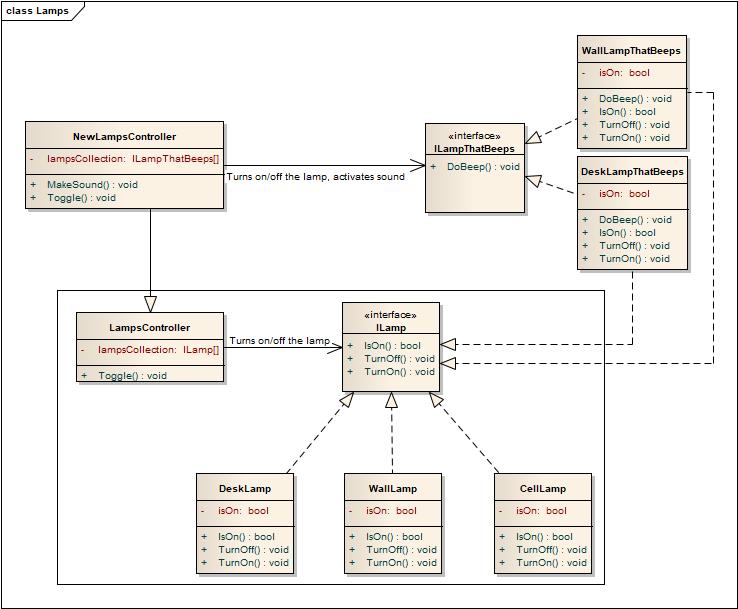 class Lamps
WallLampThatBeeps
- isOn: bool
+ DoBeep() : void
+ IsOn() : bool
+ TurnOff() : void
+ TurnOn() : void
NewLampsController
- lampsCollection: ILampThatBeeps[]
+ MakeSound() : void
+ Toggle() : void
Turns on/off the lamp, activates sound
«interface»
ILampThatBeeps
+ DoBeep() : void
DeskLampThatBeeps
- isOn: bool
+ DoBeep() : void
+ IsOn() : bool
+ TurnOff() : void
+ TurnOn() : void
LampsController
- lampsCollection: ILamp[]
+ Toggle() : void
Turns on/off the lamp
«interface»
ILamp
+ IsOn() : bool
+ TurnOff() : void
+ TurnOn() : void
DeskLamp
- isOn: bool
+ IsOn() : bool
+ TurnOff() : void
+ TurnOn() : void
WallLamp
- isOn: bool
+ IsOn() : bool
+ TurnOff() : void
+ TurnOn() : void
CellLamp
- isOn: bool
+ IsOn() : bool
+ TurnOff() : void
+ TurnOn() : void